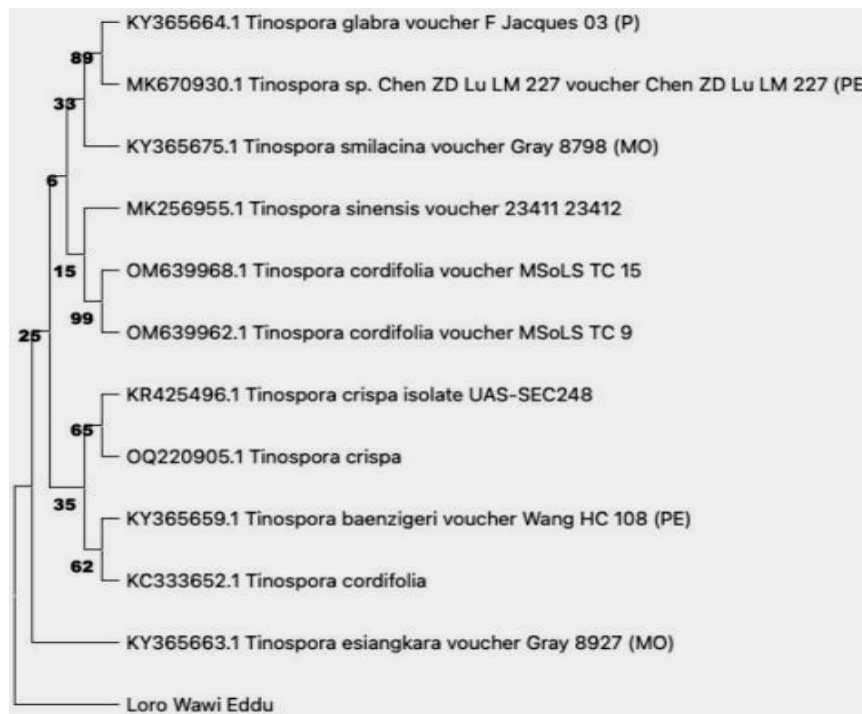 KY365664.1 Tinospora glabra voucher F Jacques 03 (P)
89
MK670930.1 Tinospora sp. Chen ZD Lu LM 227 voucher Chen ZD Lu LM 227 (PE
33
KY365675.1 Tinospora smilacina voucher Gray 8798 (MO)
6
MK256955.1 Tinospora sinensis voucher 23411 23412
15
OM639968.1 Tinospora cordifolia voucher MSoLS TC 15
99
OM639962.1 Tinospora cordifolia voucher MSoLS TC 9
25
KR425496.1 Tinospora crispa isolate UAS-SEC248
65
OQ220905.1 Tinospora crispa
35
KY365659.1 Tinospora baenzigeri voucher Wang HC 108 (PE)
62
KC333652.1 Tinospora cordifolia
KY365663.1 Tinospora esiangkara voucher Gray 8927 (MO)
Loro Wawi Eddu